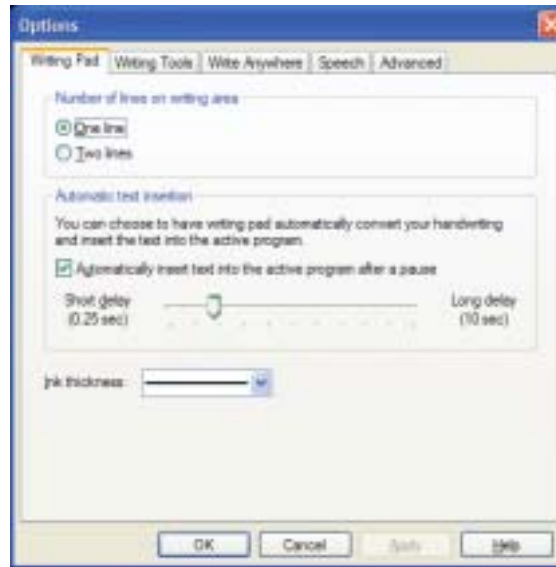 Options
Writing Pad Writing Tools Write Anywhere Speech Advanced
Number of lines on writing area
One line
Two lines
Automatic text insertion
You can choose to have writing pad automatically convert your handwriting
and insert the text into the active program.
Automatically insert text into the active program after a pause
Short delay Long delay
(0.25 sec) (10 sec)
Ink thickness:
OK Cancel Apply Help